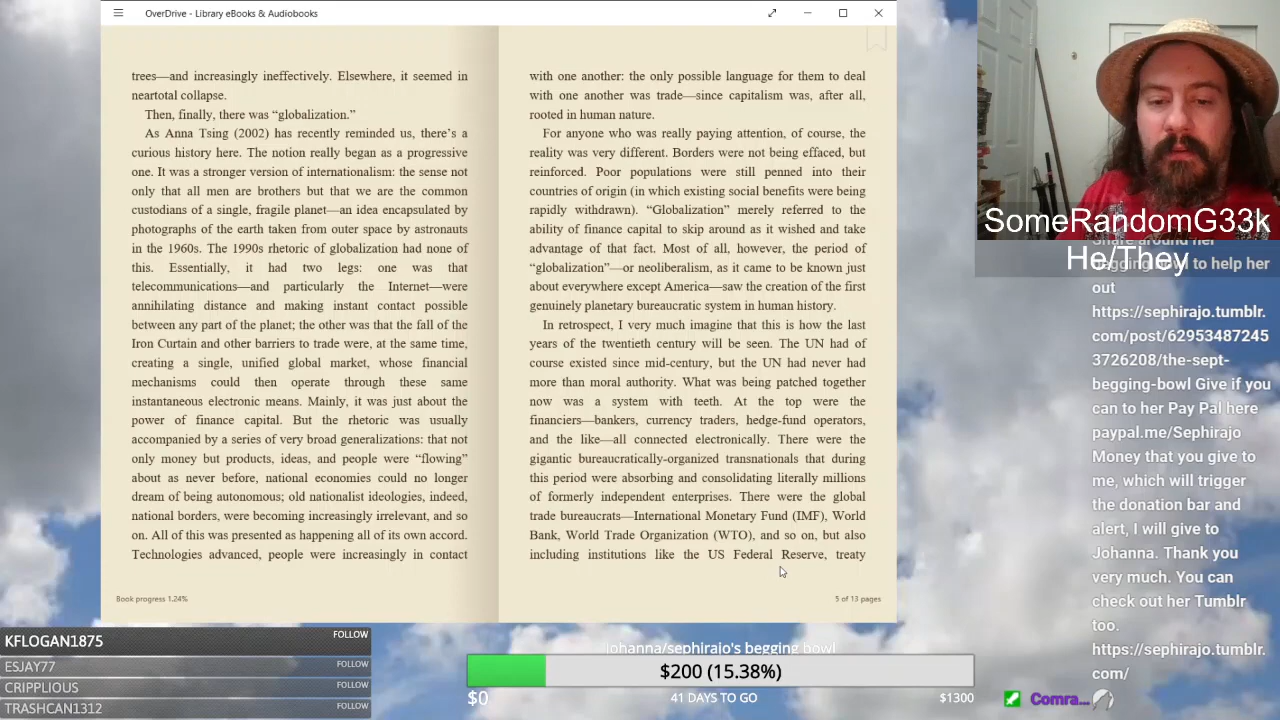 OverDrive - Library eBooks & Audiobooks
trees—and increasingly ineffectively. Elsewhere, it seemed in
neartotal collapse.
Then, finally, there was “globalization.”
As Anna Tsing (2002) has recently reminded us, there’s a
curious history here. The notion really began as a progressive
one. It was a stronger version of internationalism: the sense not
only that all men are brothers but that we are the common
custodians of a single, fragile planet—an idea encapsulated by
photographs of the earth taken from outer space by astronauts
in the 1960s. The 1990s rhetoric of globalization had none of
this. Essentially, it had two legs: one was that
telecommunications—and particularly the Internet—were
annihilating distance and making instant contact possible
between any part of the planet; the other was that the fall of the
Iron Curtain and other barriers to trade were, at the same time,
creating a single, unified global market, whose financial
mechanisms could then operate through these same
instantaneous electronic means. Mainly, it was just about the
power of finance capital. But the rhetoric was usually
accompanied by a series of very broad generalizations: that not
only money but products, ideas, and people were “flowing”
about as never before, national economies could no longer
dream of being autonomous; old nationalist ideologies, indeed,
national borders, were becoming increasingly irrelevant, and so
on. All of this was presented as happening all of its own accord.
Technologies advanced, people were increasingly in contact
Book progress 1.24%
with one another: the only possible language for them to deal
with one another was trade—since capitalism was, after all,
rooted in human nature.
For anyone who was really paying attention, of course, the
reality was very different. Borders were not being effaced, but
reinforced. Poor populations were still penned into their
countries of origin (in which existing social benefits were being
rapidly withdrawn). “Globalization” merely referred to the
ability of finance capital to skip around as it wished and take
advantage of that fact. Most of all, however, the period of
“globalization”—or neoliberalism, as it came to be known just
about everywhere except America—saw the creation of the first
genuinely planetary bureaucratic system in human history.
In retrospect, I very much imagine that this is how the last
years of the twentieth century will be seen. The UN had of
course existed since mid-century, but the UN had never had
more than moral authority. What was being patched together
now was a system with teeth. At the top were the
financiers—bankers, currency traders, hedge-fund operators,
and the like—all connected electronically. There were the
gigantic bureaucratically-organized transnationals that during
this period were absorbing and consolidating literally millions
of formerly independent enterprises. There were the global
trade bureaucrats—International Monetary Fund (IMF), World
Bank, World Trade Organization (WTO), and so on, but also
including institutions like the US Federal Reserve, treaty
5 of 13 pages
SomeRandomG33k
He/They
Share around her
begging bowl to help her
out
https://sephirajo.tumblr.
com/post/62953487245
3726208/the-sept-
begging-bowl Give if you
can to her Pay Pal here
paypal.me/Sephirajo
Money that you give to
me, which will trigger
the donation bar and
alert, I will give to
Johanna. Thank you
very much. You can
check out her Tumblr
too.
https://sephirajo.tumblr.
com/
Comra...
KFLOGAN1875 FOLLOW
ESJAY77 FOLLOW
CRIPPLIOUS FOLLOW
TRASHCAN1312 FOLLOW
Johanna/sephirajo's begging bowl
$200 (15.38%)
$0 41 DAYS TO GO $1300